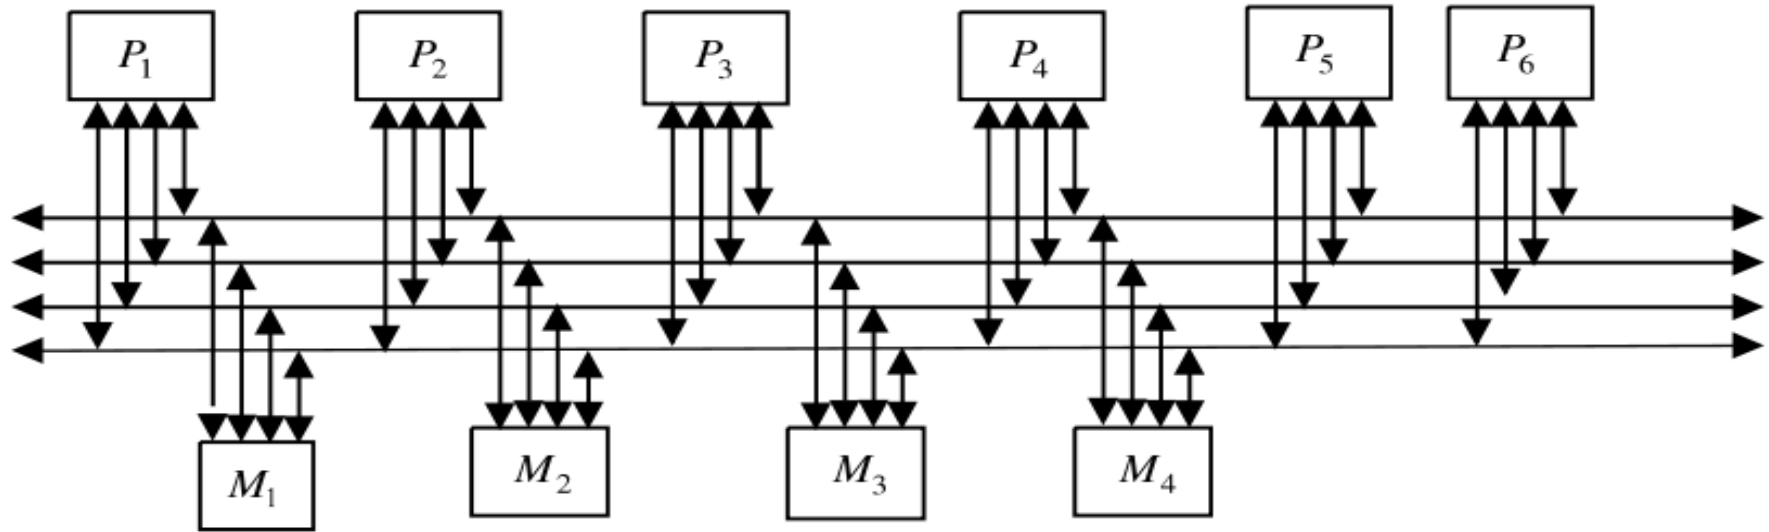 P₁ P₂ P₃ P₄ P₅ P₆
M₁ M₂ M₃ M₄